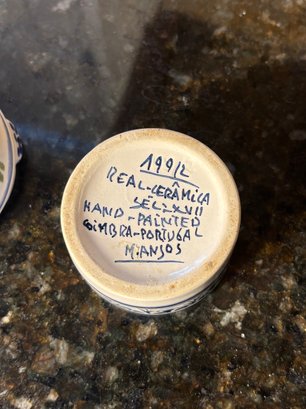 199/2
REAL-CERÂMICA
SÉC: XVII
HAND-PAINTED
COIMBRA-PORTUGAL
M:ANJOS